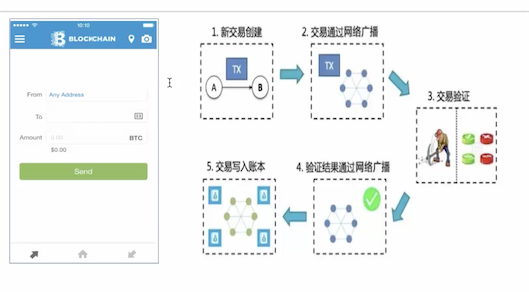 10:10
BLOCKCHAIN
From Any Address
To
Amount 0.00 BTC
$0.00
Send
1. 新交易创建
TX
A
B
2. 交易通过网络广播
TX
3. 交易验证
4. 验证结果通过网络广播
5. 交易写入账本